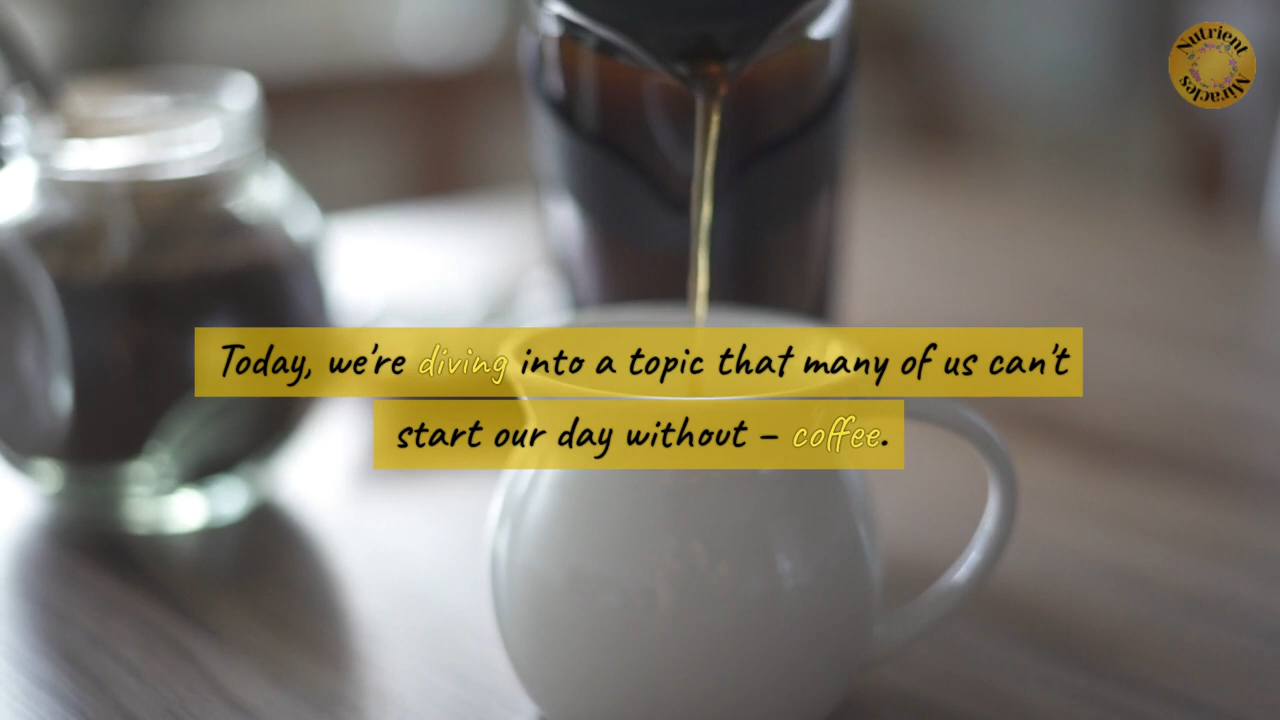 Nutrient
Miracles
Today, we're diving into a topic that many of us can't
start our day without – coffee.